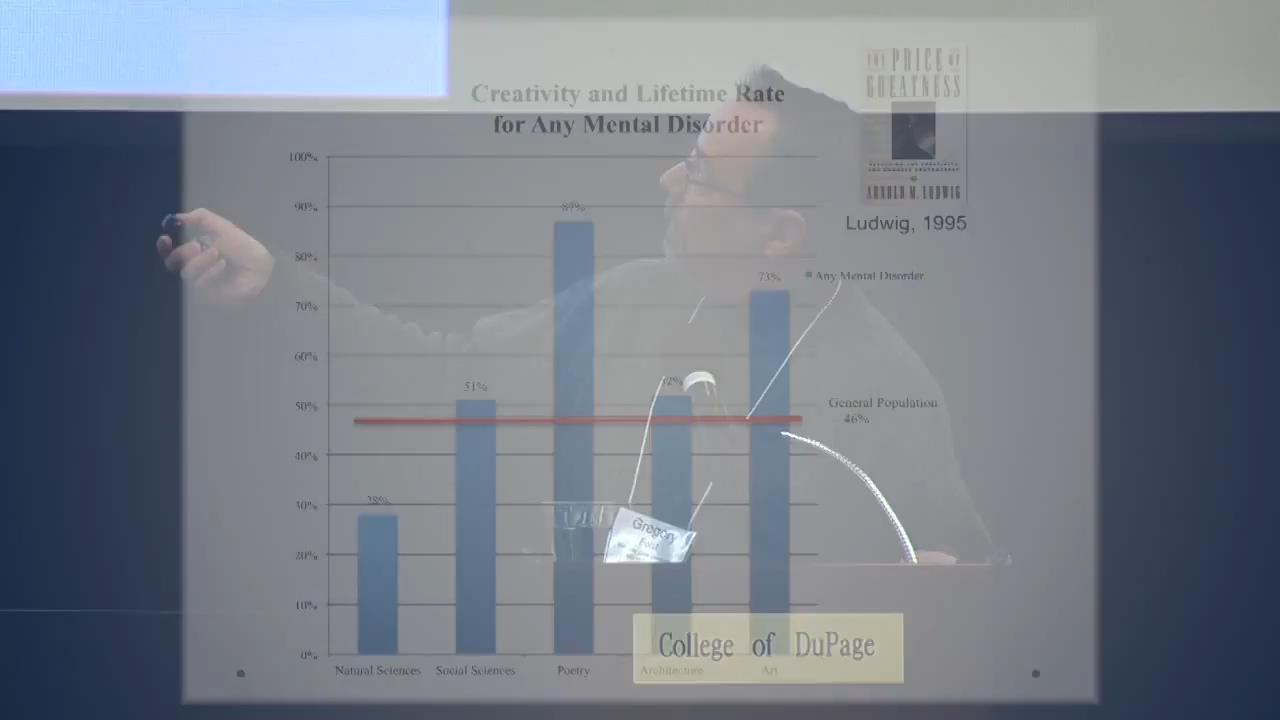 Creativity and Lifetime Rate
for Any Mental Disorder
THE PRICE OF
GREATNESS
ARNOLD M. LUDWIG
Ludwig, 1995
100%
90%
80%
70%
60%
50%
40%
30%
20%
10%
0%
28%
51%
87%
52%
73%
Any Mental Disorder
General Population
46%
Natural Sciences
Social Sciences
Poetry
Architecture
Art
Gregory
College of DuPage